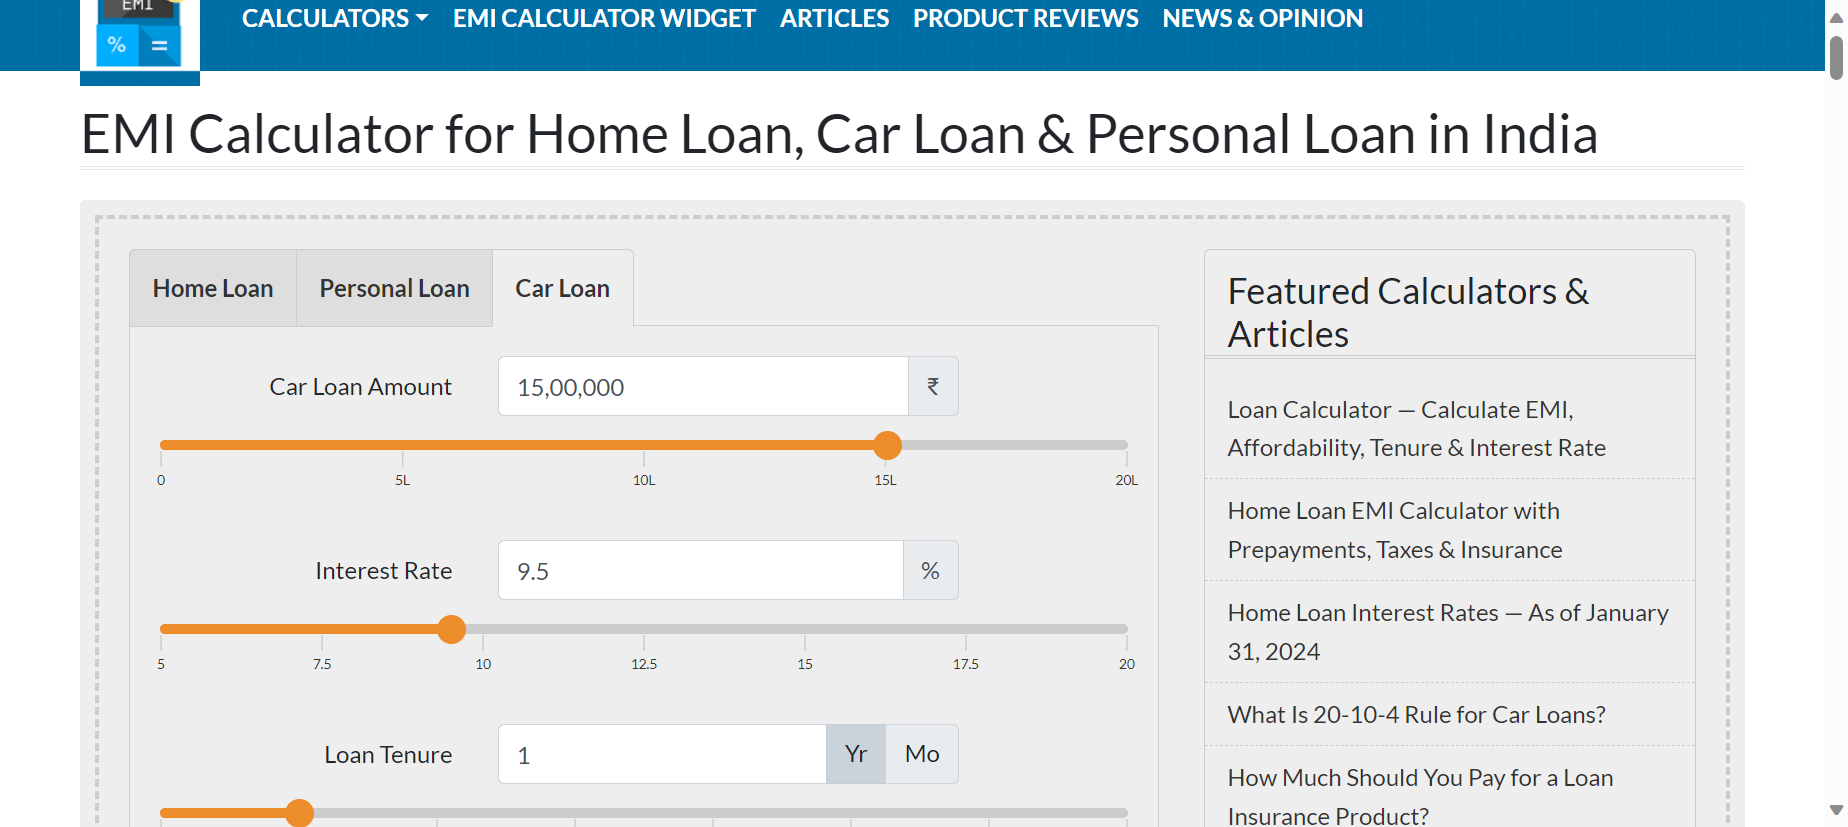 EMI
% =
CALCULATORS EMI CALCULATOR WIDGET ARTICLES PRODUCT REVIEWS NEWS & OPINION
EMI Calculator for Home Loan, Car Loan & Personal Loan in India
Home Loan Personal Loan Car Loan
Car Loan Amount 15,00,000 ₹
0 5L 10L 15L 20L
Interest Rate 9.5 %
5 7.5 10 12.5 15 17.5 20
Loan Tenure 1 Yr Mo
Featured Calculators &
Articles
Loan Calculator — Calculate EMI,
Affordability, Tenure & Interest Rate
Home Loan EMI Calculator with
Prepayments, Taxes & Insurance
Home Loan Interest Rates — As of January
31, 2024
What Is 20-10-4 Rule for Car Loans?
How Much Should You Pay for a Loan
Insurance Product?